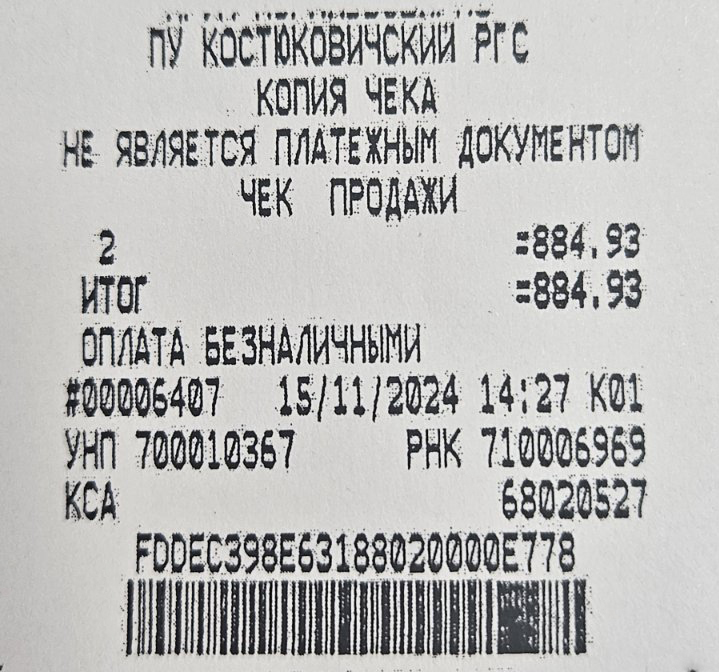 ПУ КОСТЮКОВИЧСКИЙ РГС
КОПИЯ ЧЕКА
НЕ ЯВЛЯЕТСЯ ПЛАТЕЖНЫМ ДОКУМЕНТОМ
ЧЕК ПРОДАЖИ
2 =884.93
ИТОГ =884.93
ОПЛАТА БЕЗНАЛИЧНЫМИ
#00006407 15/11/2024 14:27 К01
УНП 700010367 РНК 710006969
КСА 68020527
FDDEC398E63188020000E778